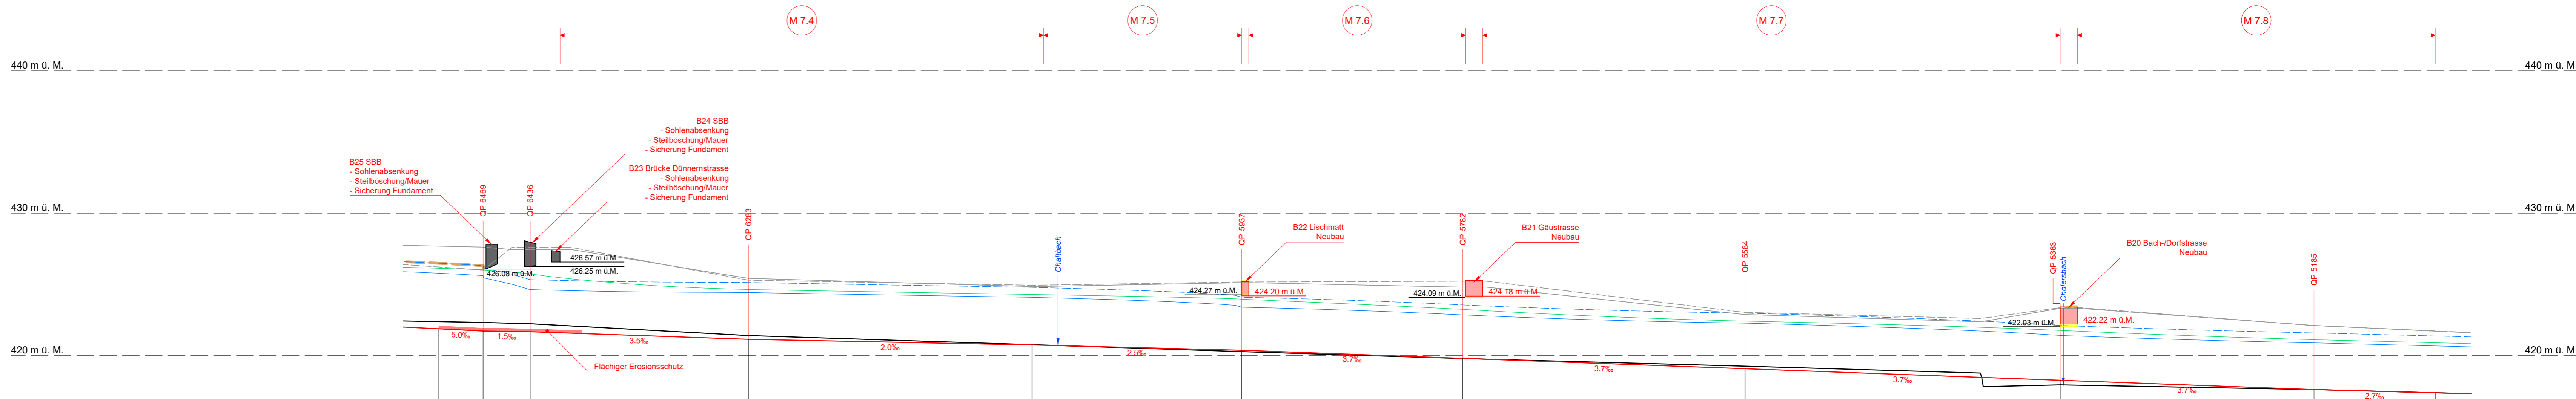 M 7.4
M 7.5
M 7.6
M 7.7
M 7.8
440 m ü. M.
440 m ü. M.
B24 SBB
- Sohlenabsenkung
- Steilböschung/Mauer
- Sicherung Fundament
B25 SBB
- Sohlenabsenkung
- Steilböschung/Mauer
- Sicherung Fundament
B23 Brücke Dünnernstrasse
- Sohlenabsenkung
- Steilböschung/Mauer
- Sicherung Fundament
430 m ü. M.
430 m ü. M.
QP 6469
QP 6436
QP 6283
Chaltbach
QP 5937
B22 Lischmatt
Neubau
QP 5782
B21 Gäustrasse
Neubau
QP 5584
QP 5363
Cholersbach
B20 Bach-/Dorfstrasse
Neubau
QP 5185
426.57 m ü.M.
426.08 m ü.M.
426.25 m ü.M.
424.27 m ü.M.
424.20 m ü.M.
424.09 m ü.M.
424.18 m ü.M.
422.03 m ü.M.
422.22 m ü.M.
420 m ü. M.
420 m ü. M.
5.0‰
1.5‰
3.5‰
2.0‰
2.5‰
3.7‰
3.7‰
3.7‰
3.7‰
2.7‰
Flächiger Erosionsschutz